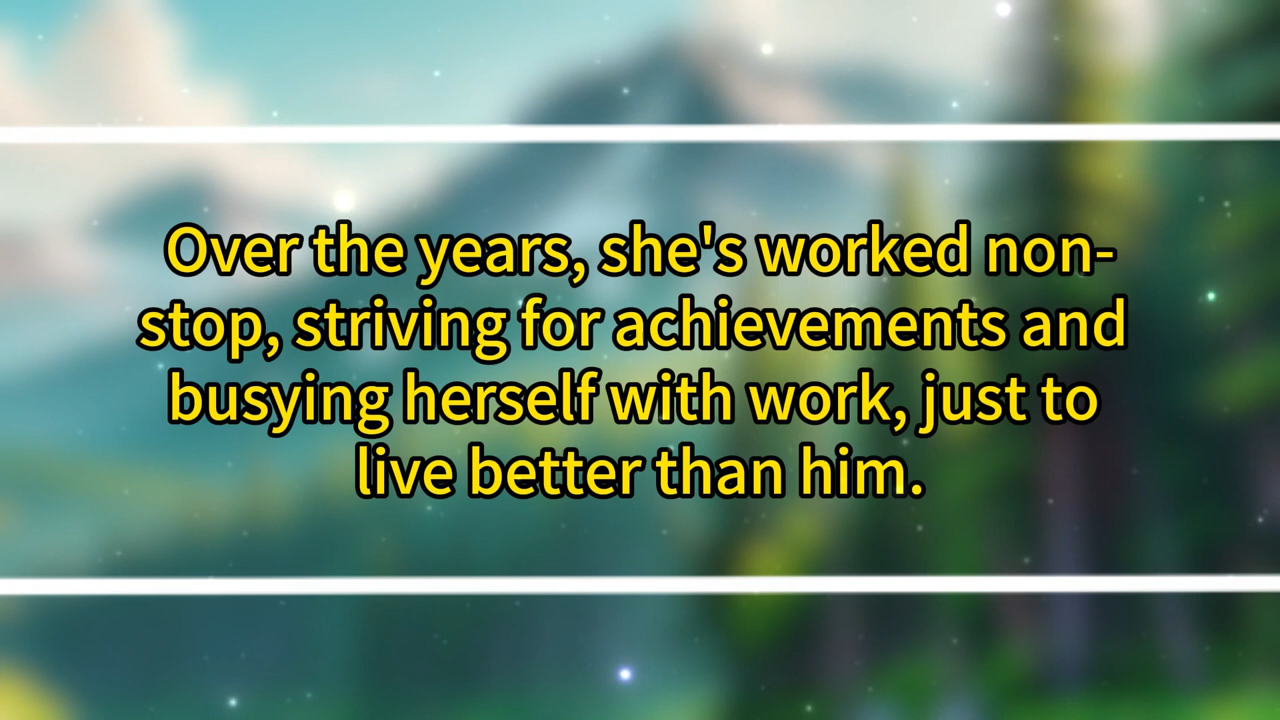 Over the years, she's worked non-
stop, striving for achievements and
busying herself with work, just to
live better than him.